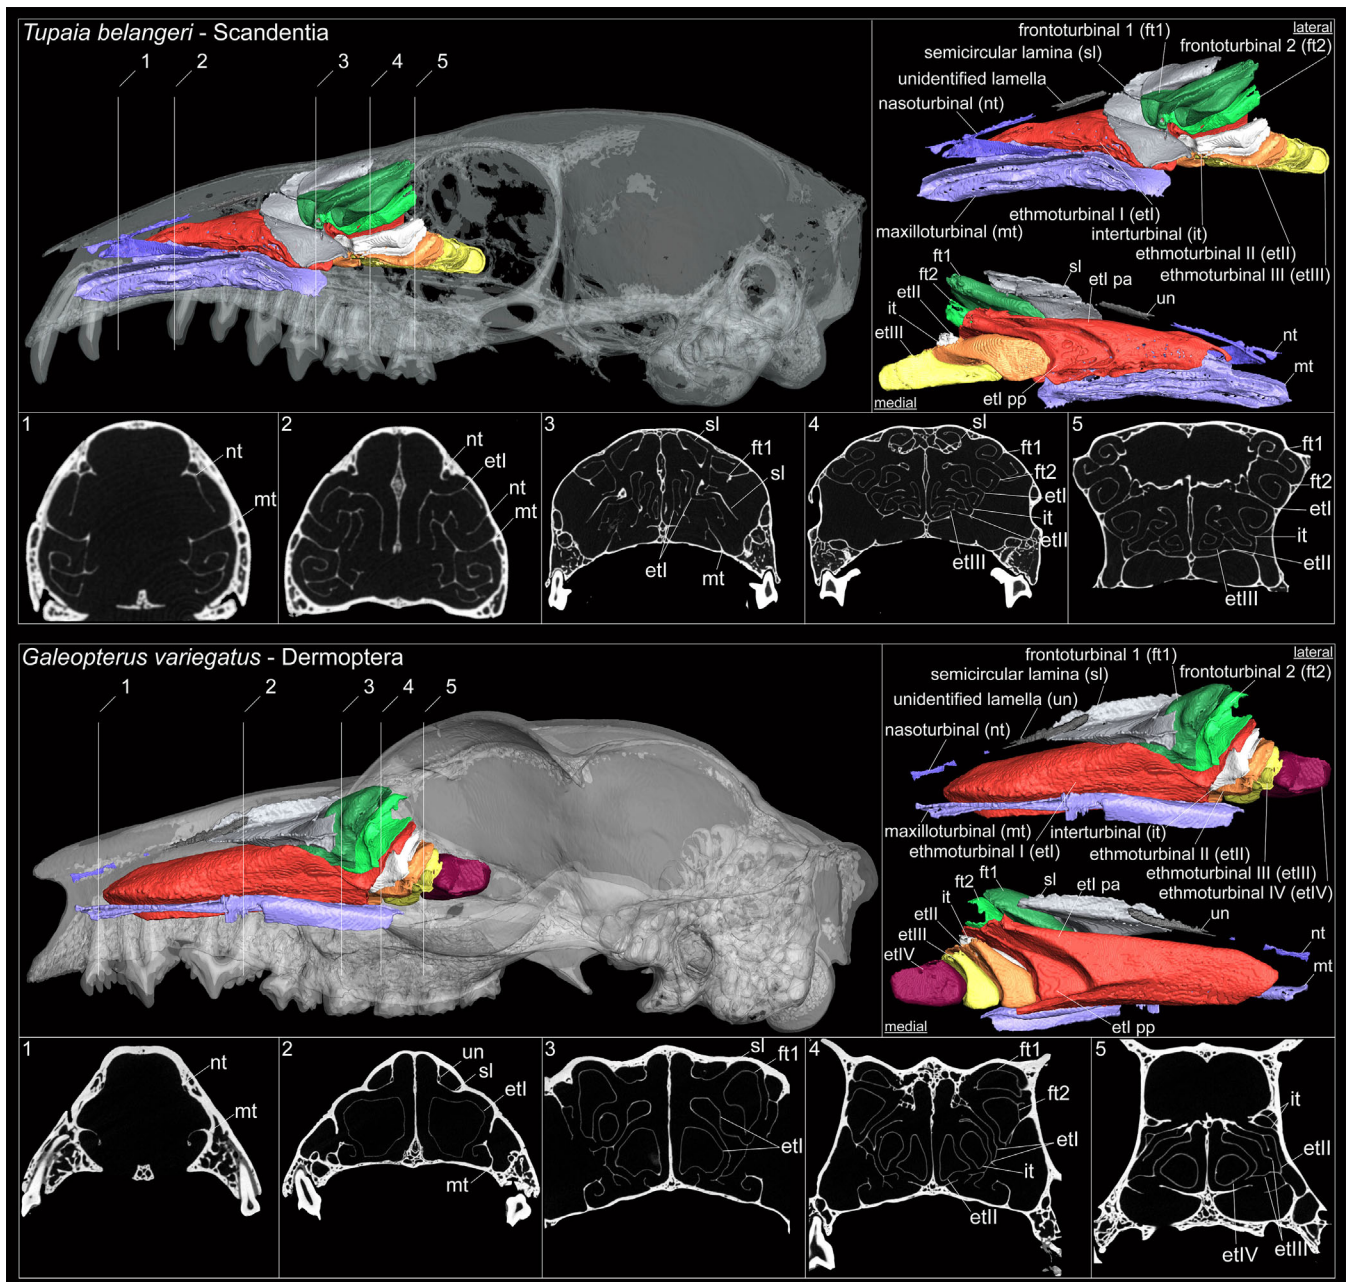 Tupaia belangeri - Scandentia
1 2 3 4 5
lateral
frontoturbinal 1 (ft1)
semicircular lamina (sl)
frontoturbinal 2 (ft2)
unidentified lamella
nasoturbinal (nt)
ethmoturbinal I (etI)
maxilloturbinal (mt)
interturbinal (it)
ethmoturbinal II (etII)
ethmoturbinal III (etIII)
ft1
ft2
etII
it
etIII
sl
etI pa
un
nt
mt
etI pp
medial
1
nt
mt
2
nt
etI
nt
mt
3
sl
ft1
sl
etI
mt
4
sl
ft1
ft2
etI
it
etII
etIII
5
ft1
ft2
etI
it
etII
etIII
Galeopterus variegatus - Dermoptera
1 2 3 4 5
lateral
frontoturbinal 1 (ft1)
semicircular lamina (sl)
frontoturbinal 2 (ft2)
unidentified lamella (un)
nasoturbinal (nt)
maxilloturbinal (mt)
interturbinal (it)
ethmoturbinal I (etI)
ethmoturbinal II (etII)
ethmoturbinal III (etIII)
ethmoturbinal IV (etIV)
ft1
ft2
it
etII
etIII
etIV
sl
etI pa
un
nt
mt
etI pp
medial
1
nt
mt
2
un
sl
etI
mt
3
sl
ft1
etI
4
ft1
ft2
etI
it
etII
5
it
etII
etIII
etIV